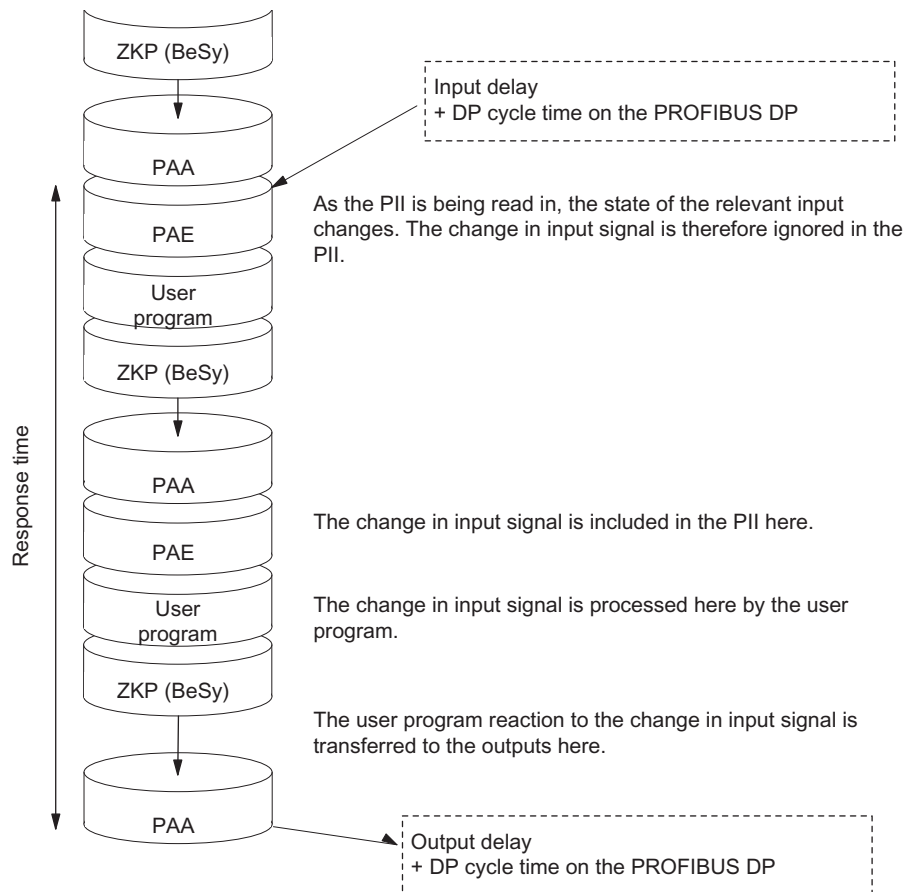 ZKP (BeSy)
Input delay
+ DP cycle time on the PROFIBUS DP
PAA
As the PII is being read in, the state of the relevant input
changes. The change in input signal is therefore ignored in the
PII.
PAE
User
program
ZKP (BeSy)
Response time
PAA
The change in input signal is included in the PII here.
PAE
The change in input signal is processed here by the user
program.
User
program
ZKP (BeSy)
The user program reaction to the change in input signal is
transferred to the outputs here.
PAA
Output delay
+ DP cycle time on the PROFIBUS DP